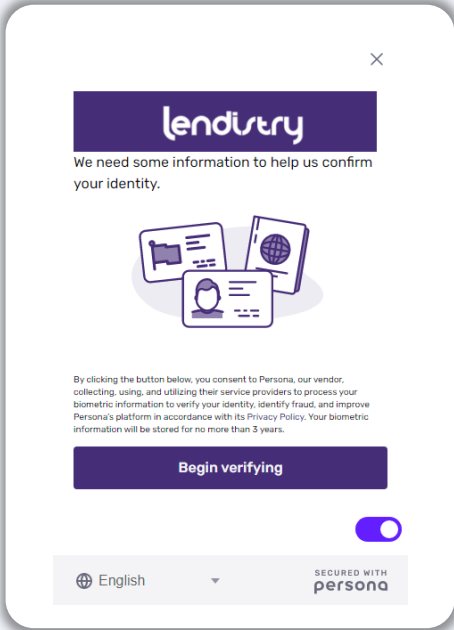 lendistry
We need some information to help us confirm
your identity.
By clicking the button below, you consent to Persona, our vendor,
collecting, using, and utilizing their service providers to process your
biometric information to verify your identity, identify fraud, and improve
Persona's platform in accordance with its Privacy Policy. Your biometric
information will be stored for no more than 3 years.
Begin verifying
English
SECURED WITH
persona